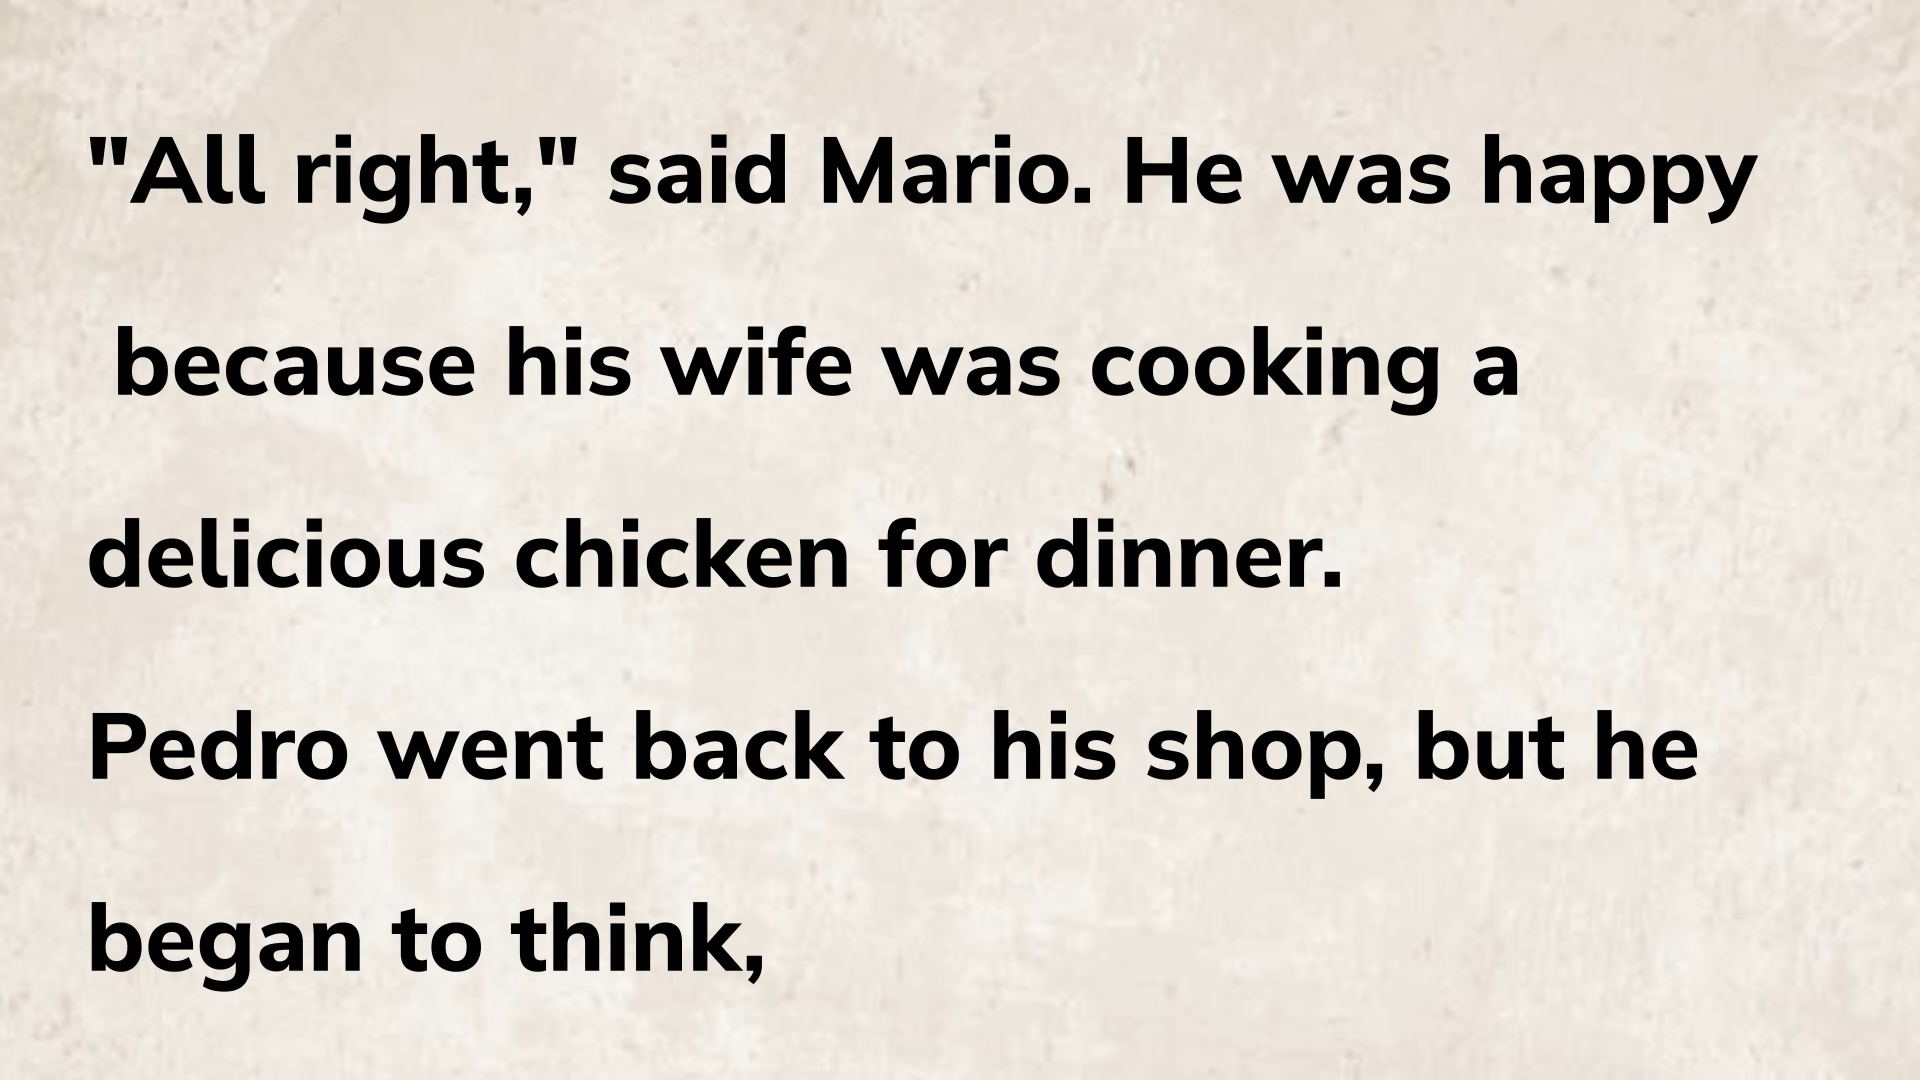 "All right," said Mario. He was happy
because his wife was cooking a
delicious chicken for dinner.
Pedro went back to his shop, but he
began to think,